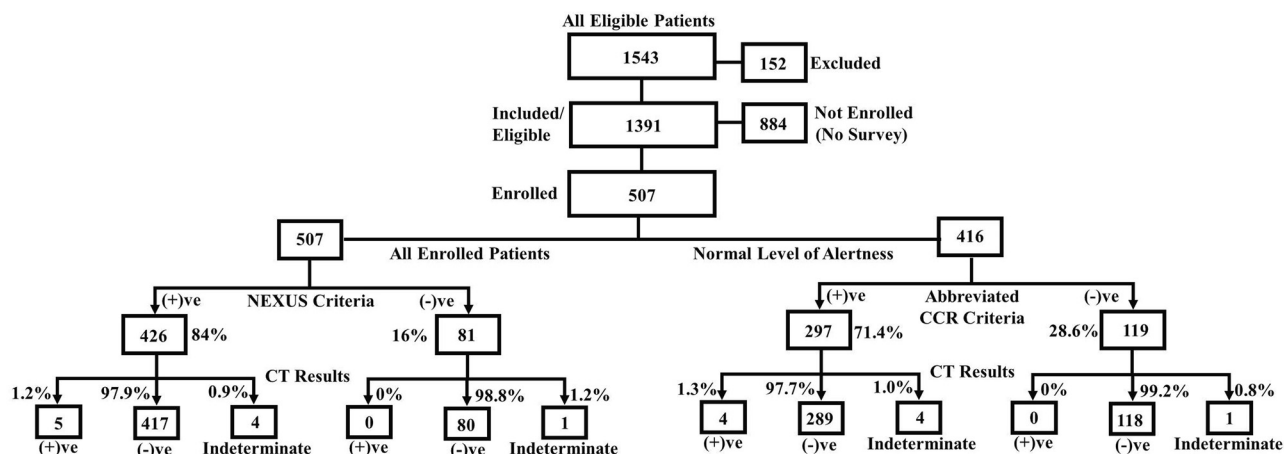 All Eligible Patients
1543
152
Excluded
Included/
Eligible
1391
884
Not Enrolled
(No Survey)
Enrolled
507
507
All Enrolled Patients
Normal Level of Alertness
416
(+)ve
NEXUS Criteria
(-)ve
(+)ve
Abbreviated
CCR Criteria
(-)ve
426
84%
16%
81
297
71.4%
28.6%
119
CT Results
CT Results
1.2%
97.9%
0.9%
0%
98.8%
1.2%
1.3%
97.7%
1.0%
0%
99.2%
0.8%
5
417
4
0
80
1
4
289
4
0
118
1
(+)ve
(-)ve
Indeterminate
(+)ve
(-)ve
Indeterminate
(+)ve
(-)ve
Indeterminate
(+)ve
(-)ve
Indeterminate